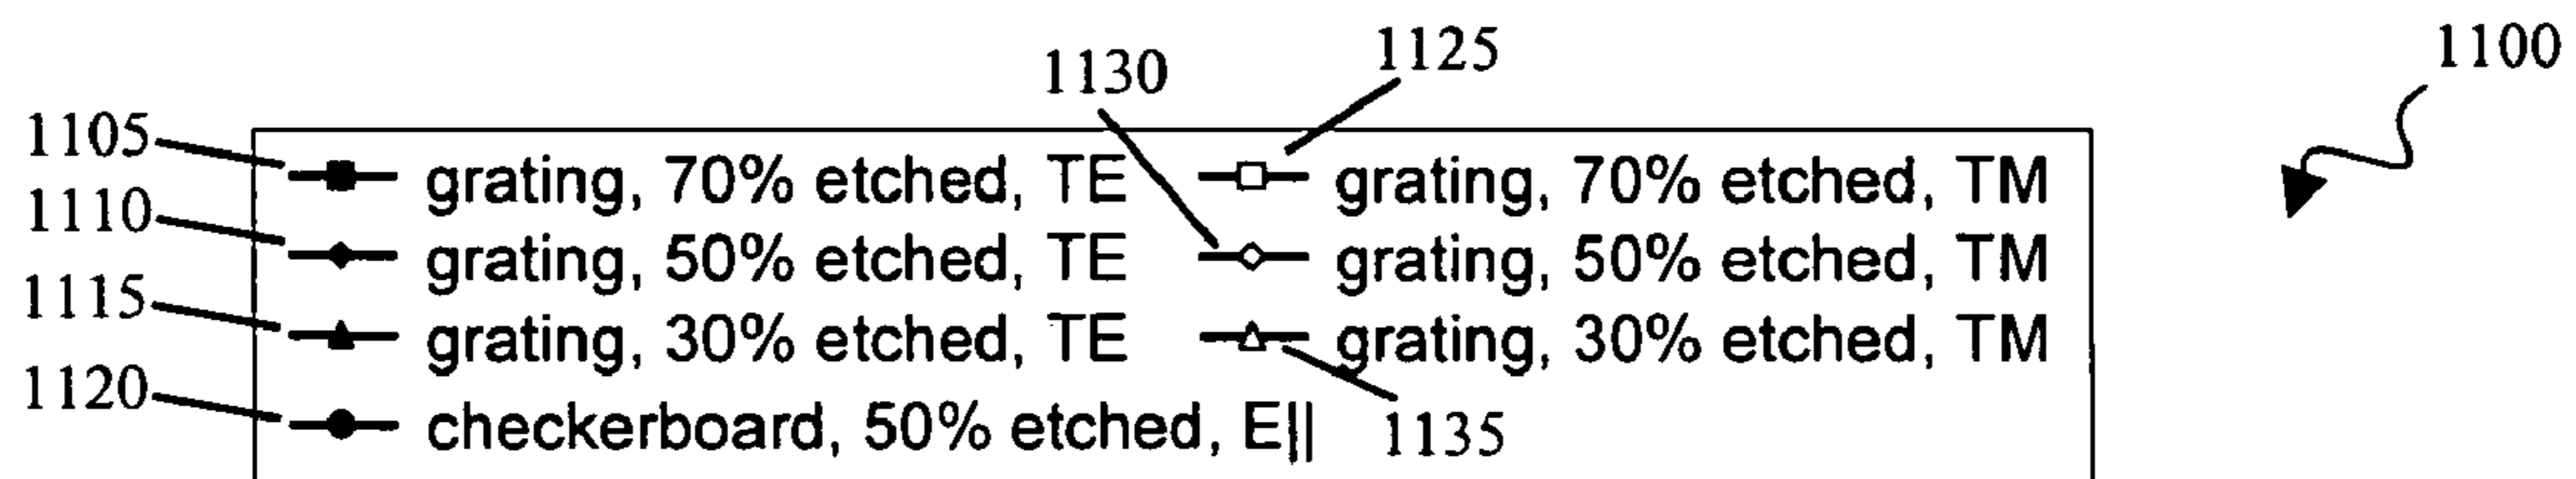 1100
1130 1125
1105 grating, 70% etched, TE grating, 70% etched, TM
1110 grating, 50% etched, TE grating, 50% etched, TM
1115 grating, 30% etched, TE grating, 30% etched, TM
1120 checkerboard, 50% etched, E|| 1135